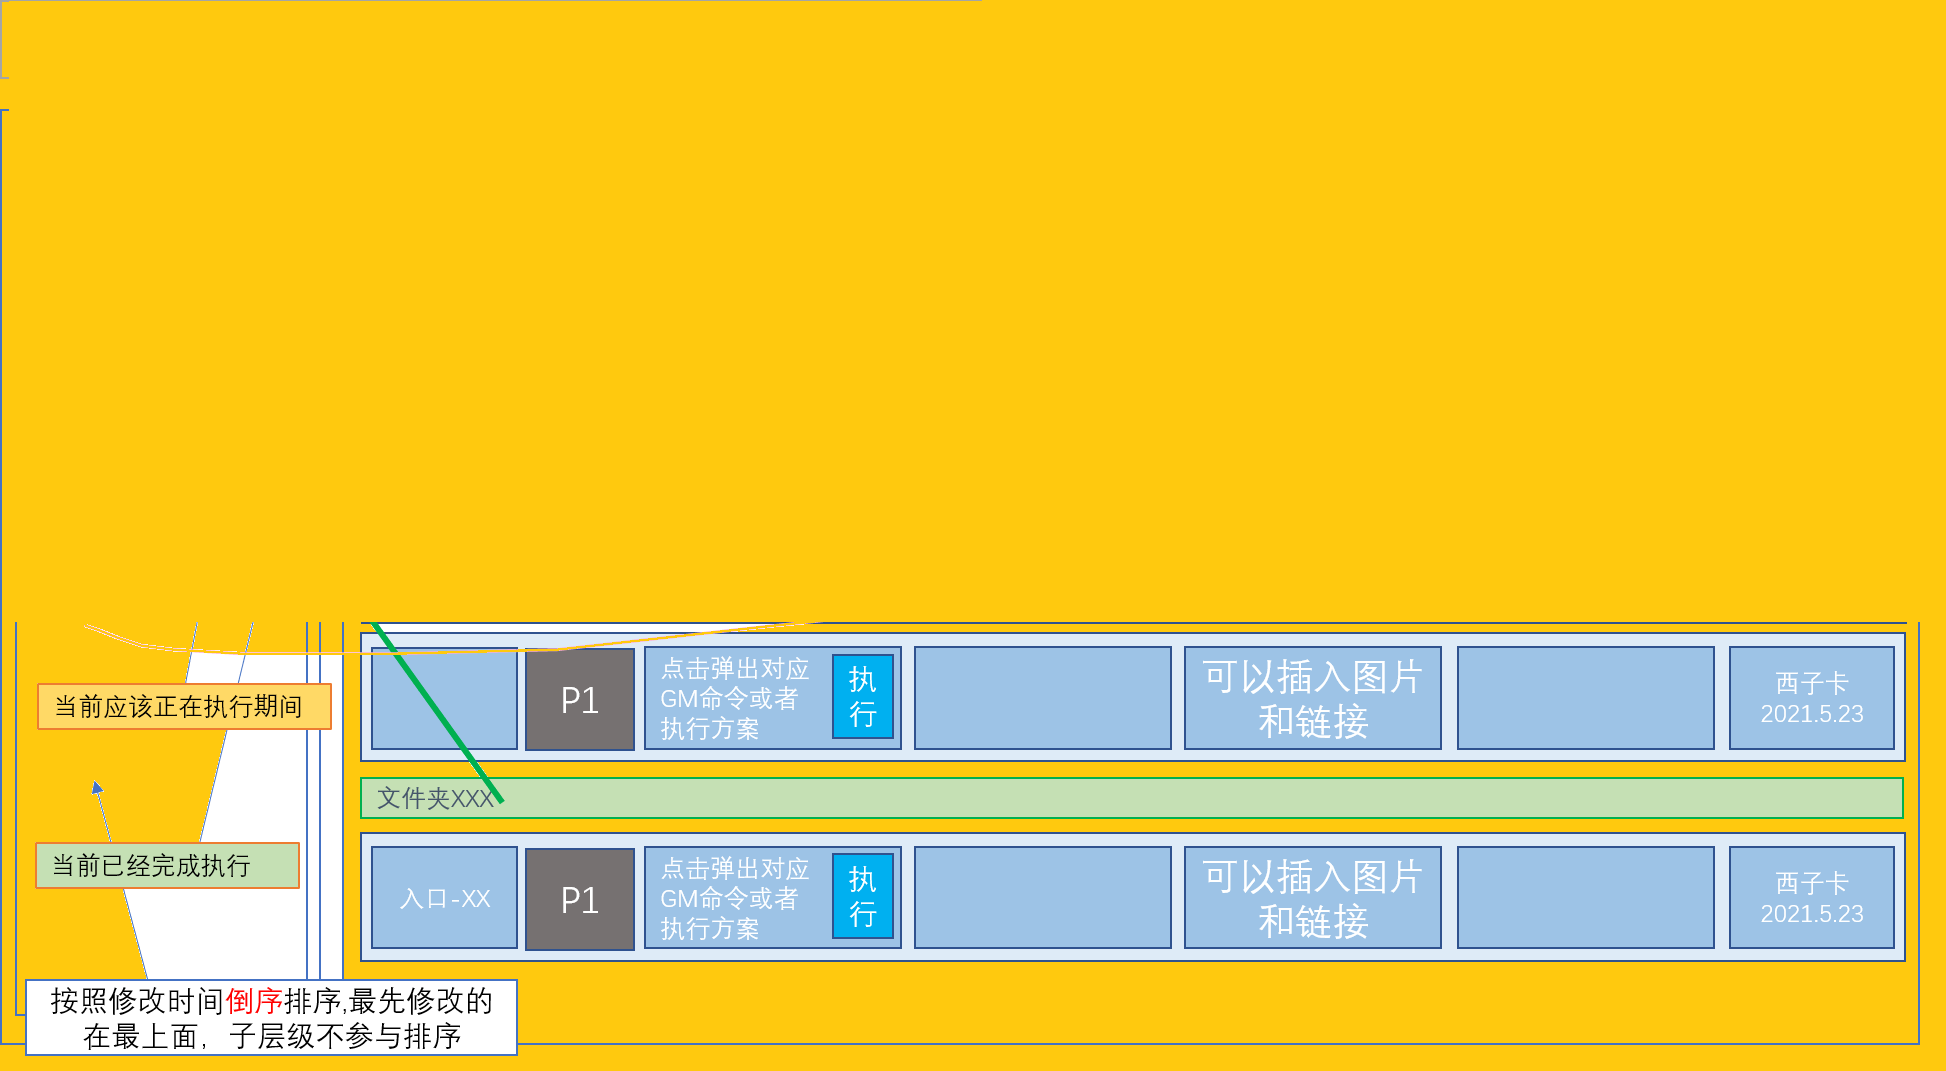 点击弹出对应
GM命令或者
执行方案
执
行
P1
可以插入图片
和链接
西子卡
2021.5.23
当前应该正在执行期间
文件夹XXX
当前已经完成执行
入口-XX
P1
点击弹出对应
GM命令或者
执行方案
执
行
可以插入图片
和链接
西子卡
2021.5.23
按照修改时间倒序排序,最先修改的
在最上面，子层级不参与排序